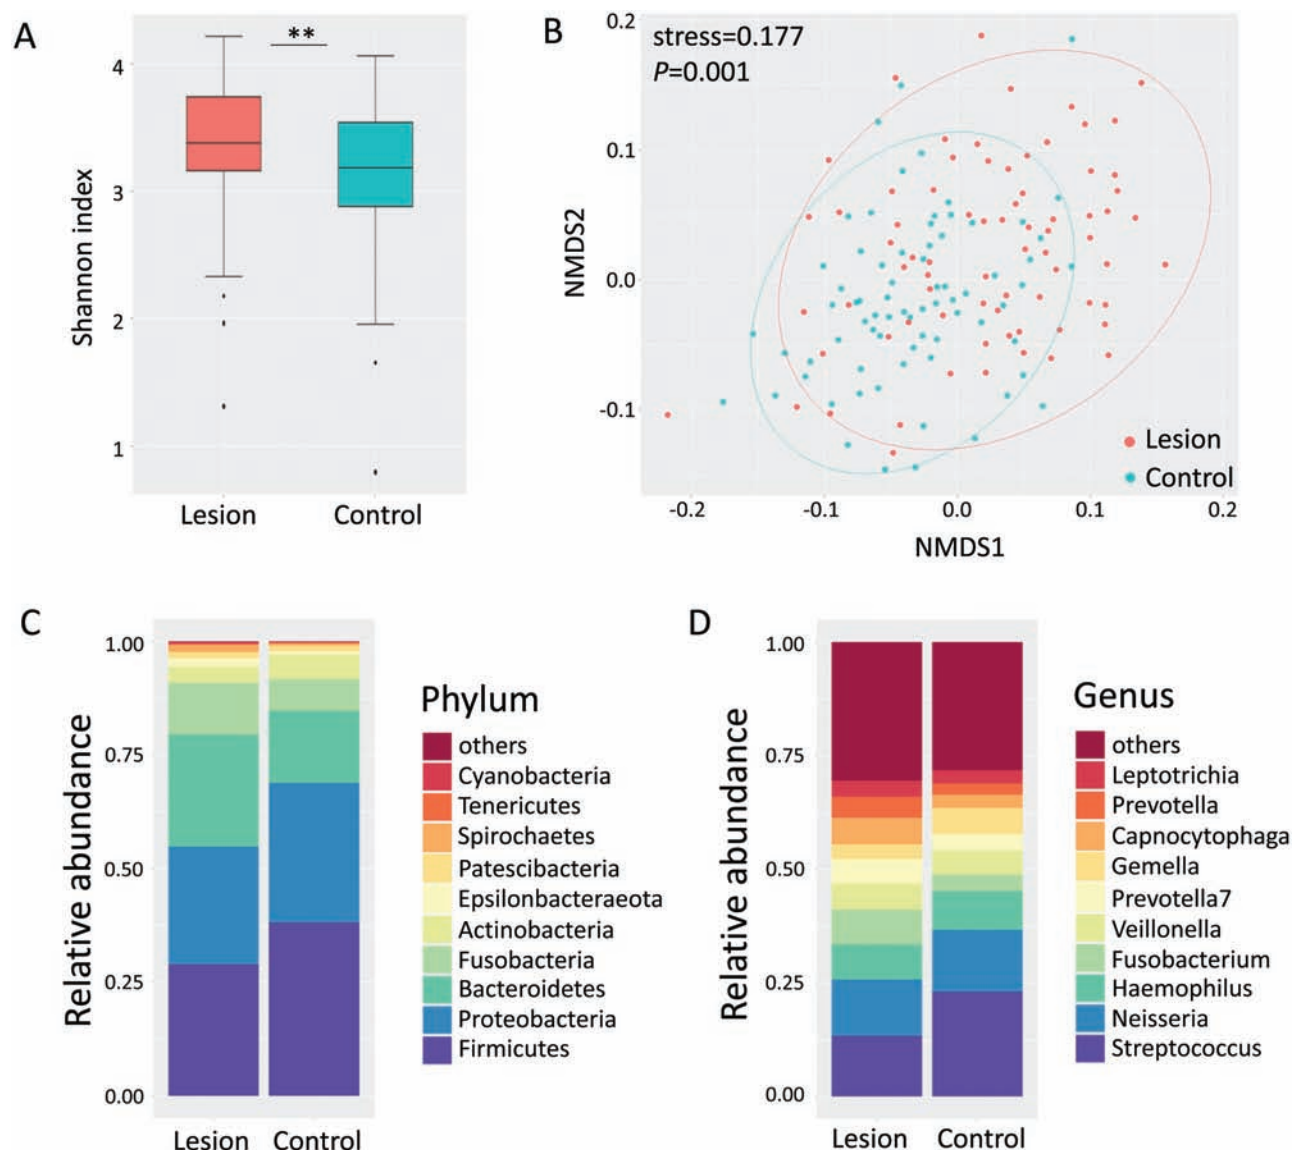 A
**
4
3
2
1
Shannon index
Lesion
Control
B
stress=0.177
P=0.001
0.2
0.1
0.0
-0.1
NMDS2
Lesion
Control
-0.2
-0.1
0.0
0.1
0.2
NMDS1
C
1.00
0.75
0.50
0.25
0.00
Relative abundance
Lesion
Control
Phylum
others
Cyanobacteria
Tenericutes
Spirochaetes
Patescibacteria
Epsilonbacteraeota
Actinobacteria
Fusobacteria
Bacteroidetes
Proteobacteria
Firmicutes
D
1.00
0.75
0.50
0.25
0.00
Relative abundance
Lesion
Control
Genus
others
Leptotrichia
Prevotella
Capnocytophaga
Gemella
Prevotella7
Veillonella
Fusobacterium
Haemophilus
Neisseria
Streptococcus